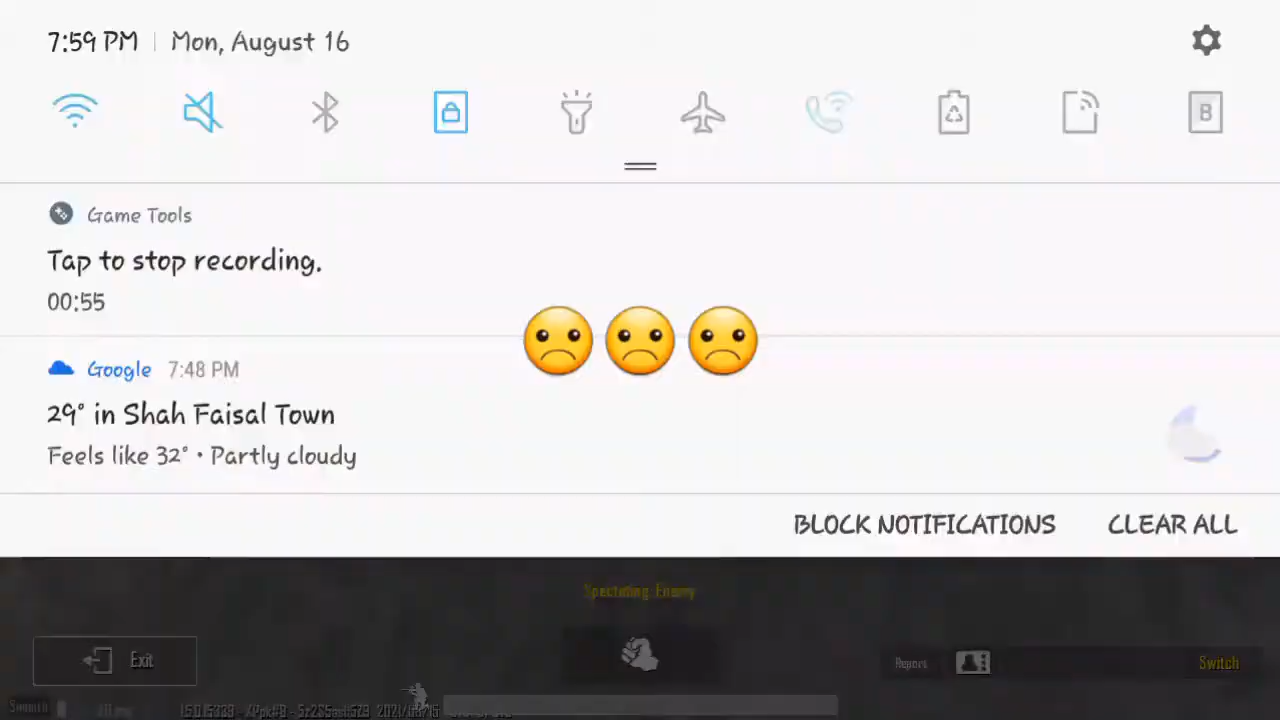 7:59 PM | Mon, August 16
B
Game Tools
Tap to stop recording.
00:55
Google 7:48 PM
29° in Shah Faisal Town
Feels like 32° • Partly cloudy
BLOCK NOTIFICATIONS CLEAR ALL
Spectating Enemy
Exit
Report
Switch